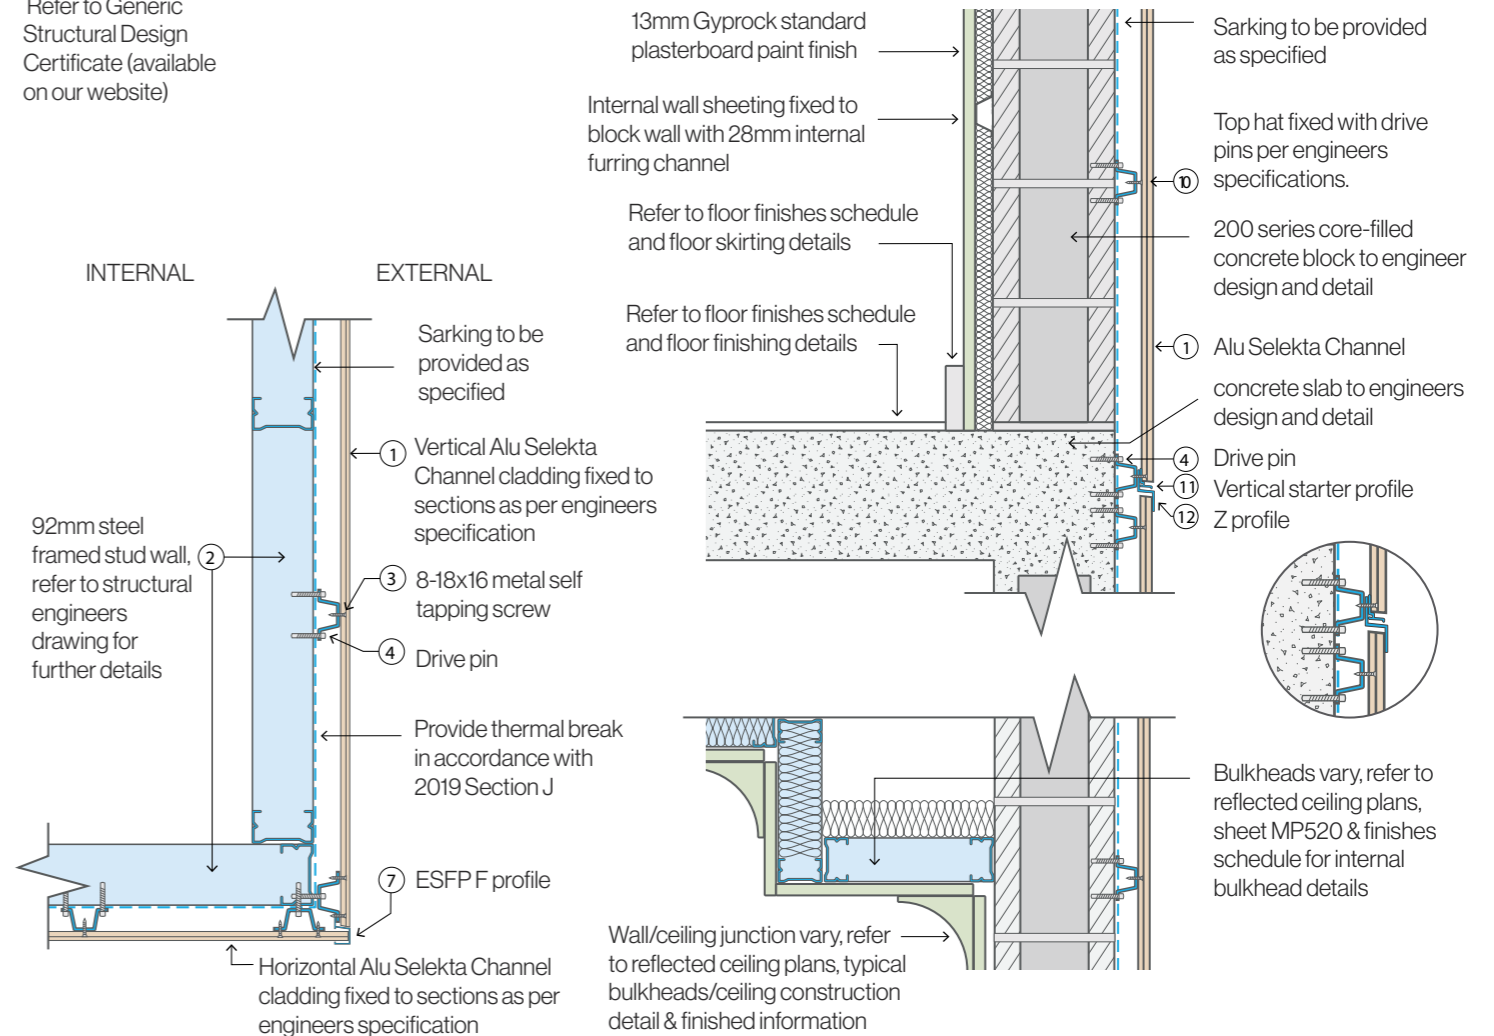 Refer to Generic
Structural Design
Certificate (available
on our website)
INTERNAL
EXTERNAL
Sarking to be
provided as
specified
1
Vertical Alu Selekta
Channel cladding fixed to
sections as per engineers
specification
92mm steel
framed stud wall,
refer to structural
engineers
drawing for
further details
2
3
8-18x16 metal self
tapping screw
4
Drive pin
Provide thermal break
in accordance with
2019 Section J
7
ESFP F profile
Horizontal Alu Selekta Channel
cladding fixed to sections as per
engineers specification
13mm Gyprock standard
plasterboard paint finish
Internal wall sheeting fixed to
block wall with 28mm internal
furring channel
Refer to floor finishes schedule
and floor skirting details
Refer to floor finishes schedule
and floor finishing details
Sarking to be provided
as specified
10
Top hat fixed with drive
pins per engineers
specifications.
200 series core-filled
concrete block to engineer
design and detail
1
Alu Selekta Channel
concrete slab to engineers
design and detail
4
Drive pin
11
Vertical starter profile
12
Z profile
Bulkheads vary, refer to
reflected ceiling plans,
sheet MP520 & finishes
schedule for internal
bulkhead details
Wall/ceiling junction vary, refer
to reflected ceiling plans, typical
bulkheads/ceiling construction
detail & finished information